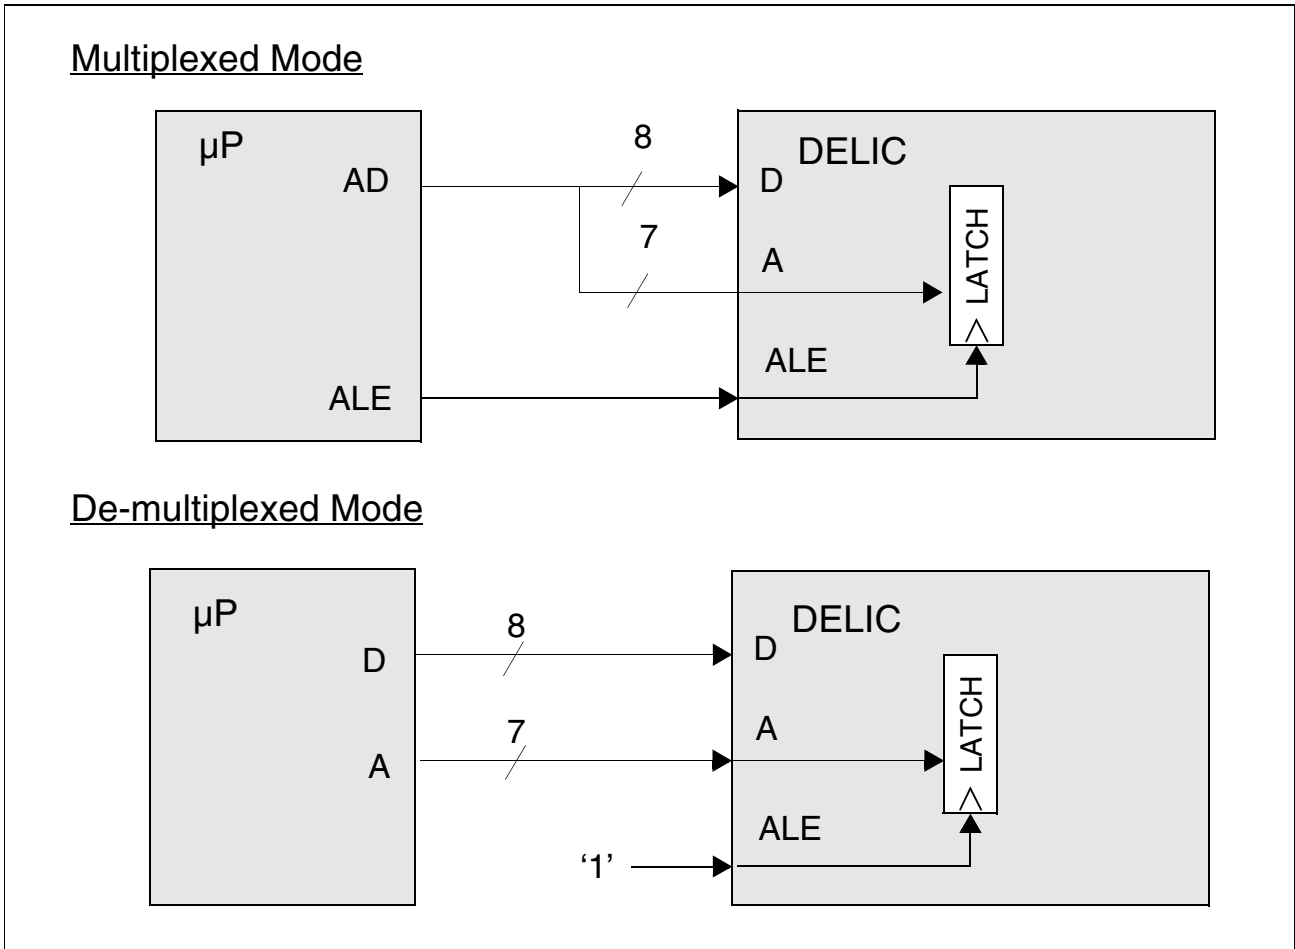 Multiplexed Mode
µP
AD
ALE
8
7
DELIC
D
A
ALE
LATCH
De-multiplexed Mode
µP
D
A
8
7
‘1’
DELIC
D
A
ALE
LATCH